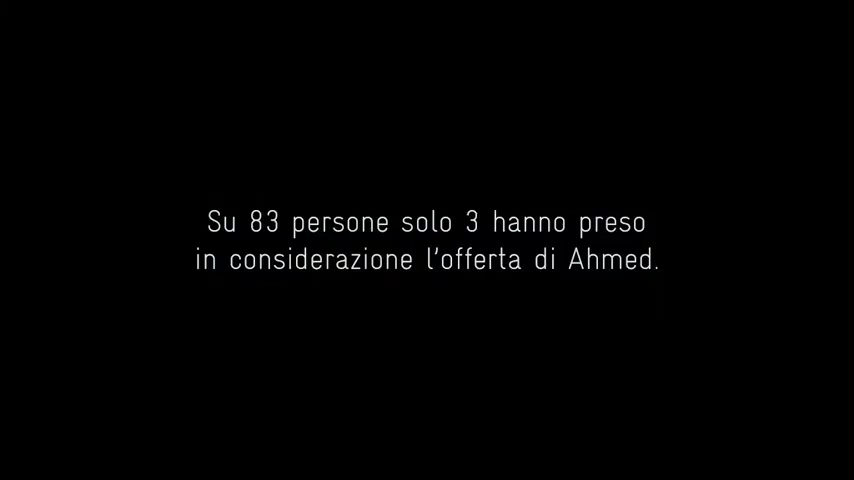 Su 83 persone solo 3 hanno preso
in considerazione l'offerta di Ahmed.